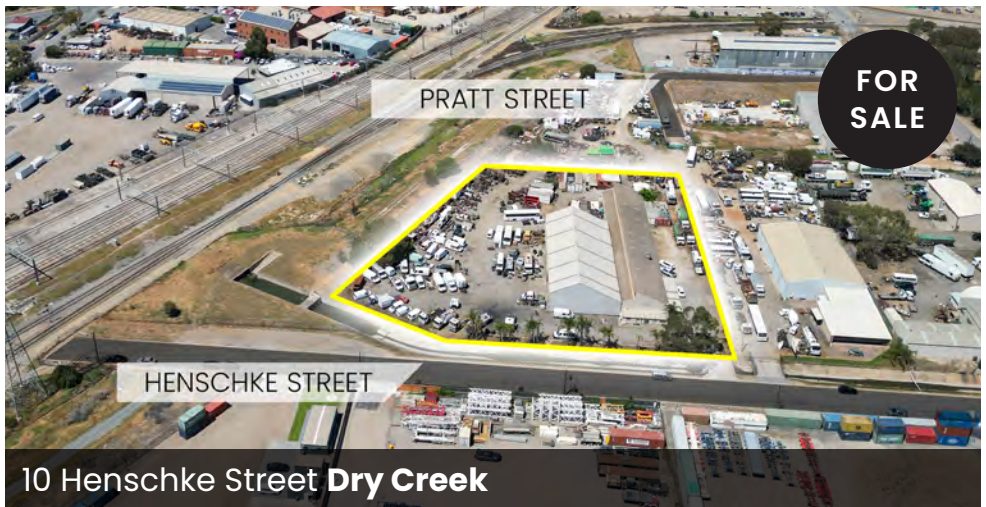 PRATT STREET
FOR
SALE
HENSCHKE STREET
10 Henschke Street Dry Creek